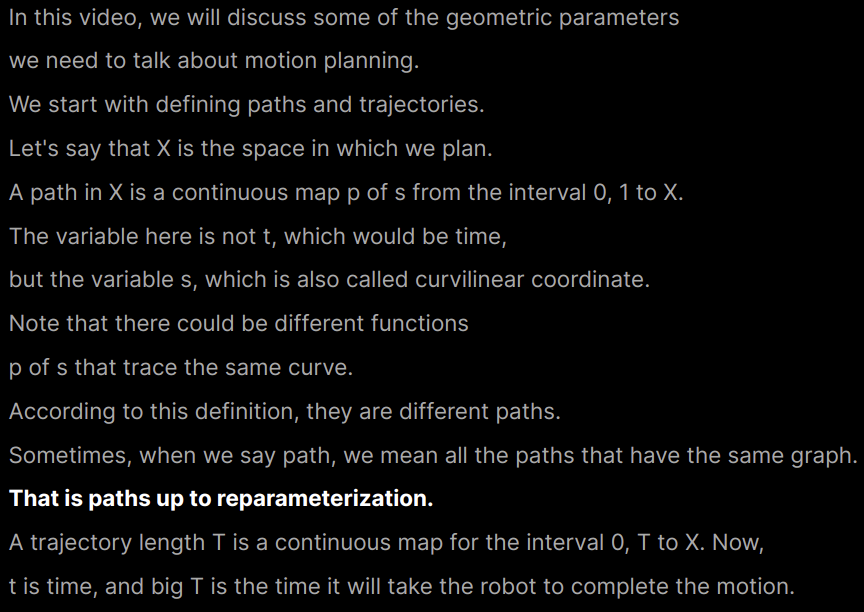 In this video, we will discuss some of the geometric parameters
we need to talk about motion planning.
We start with defining paths and trajectories.
Let's say that X is the space in which we plan.
A path in X is a continuous map p of s from the interval 0, 1 to X.
The variable here is not t, which would be time,
but the variable s, which is also called curvilinear coordinate.
Note that there could be different functions
p of s that trace the same curve.
According to this definition, they are different paths.
Sometimes, when we say path, we mean all the paths that have the same graph.
That is paths up to reparameterization.
A trajectory length T is a continuous map for the interval 0, T to X. Now,
t is time, and big T is the time it will take the robot to complete the motion.